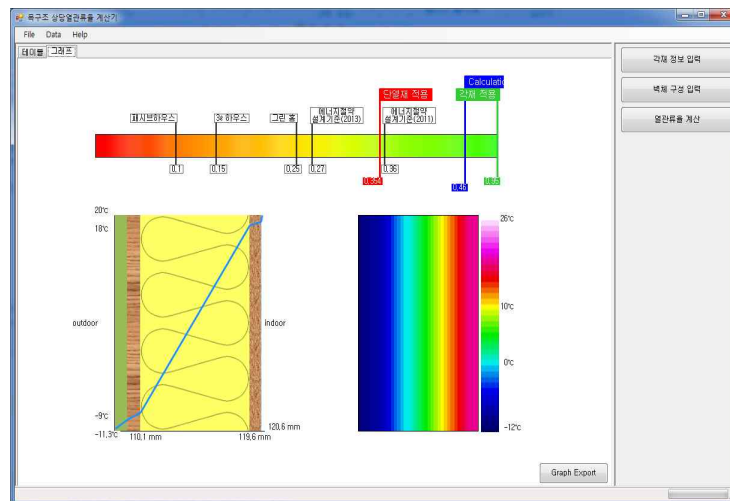 목구조 상당열관류율 계산기
File Data Help
테이블 그래프
각재 정보 입력
벽체 구성 입력
열관류율 계산
Calculatio
단열재 적용
각재 적용
패시브하우스
3ℓ 하우스
그린 홈
에너지절약
설계기준(2013)
에너지절약
설계기준(2011)
0,1
0,15
0,25
0,27
0,354
0,36
0,46
20℃
18℃
outdoor
indoor
-9℃
-11,3℃
110,1 mm
119,6 mm
120,6 mm
26℃
10℃
0℃
-12℃
Graph Export